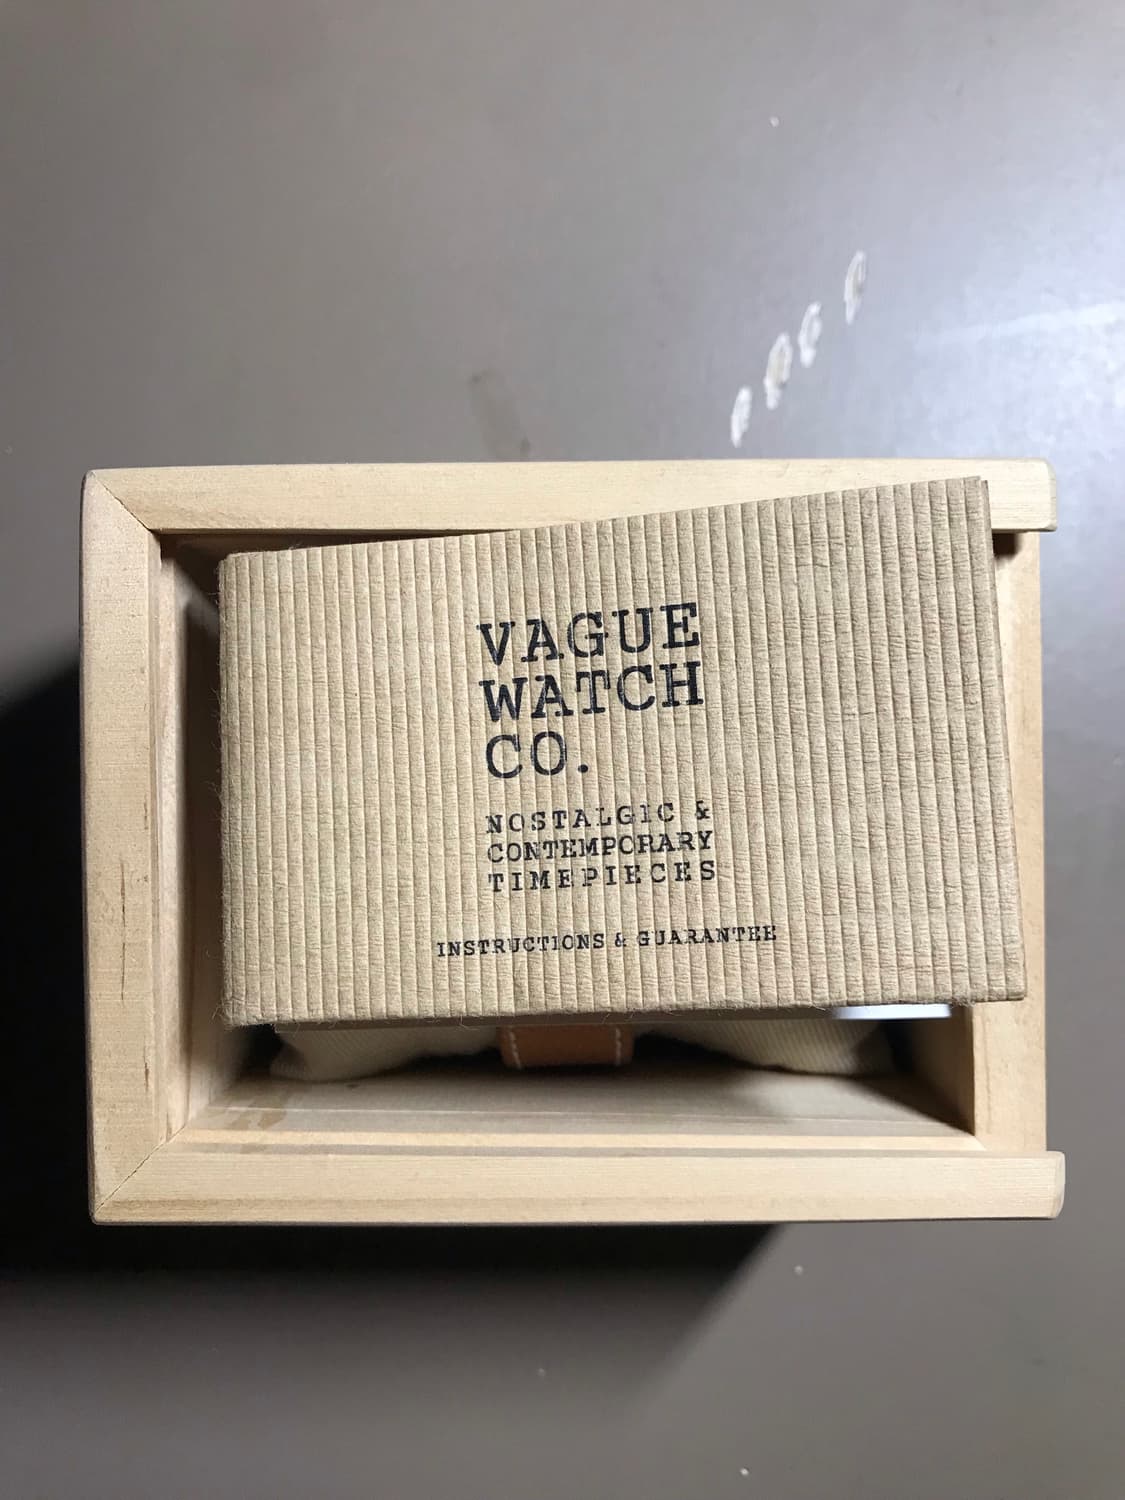 VAGUE
WATCH
CO.
NOSTALGIC &
CONTEMPORARY
TIMEPIECES
INSTRUCTIONS & GUARANTEE